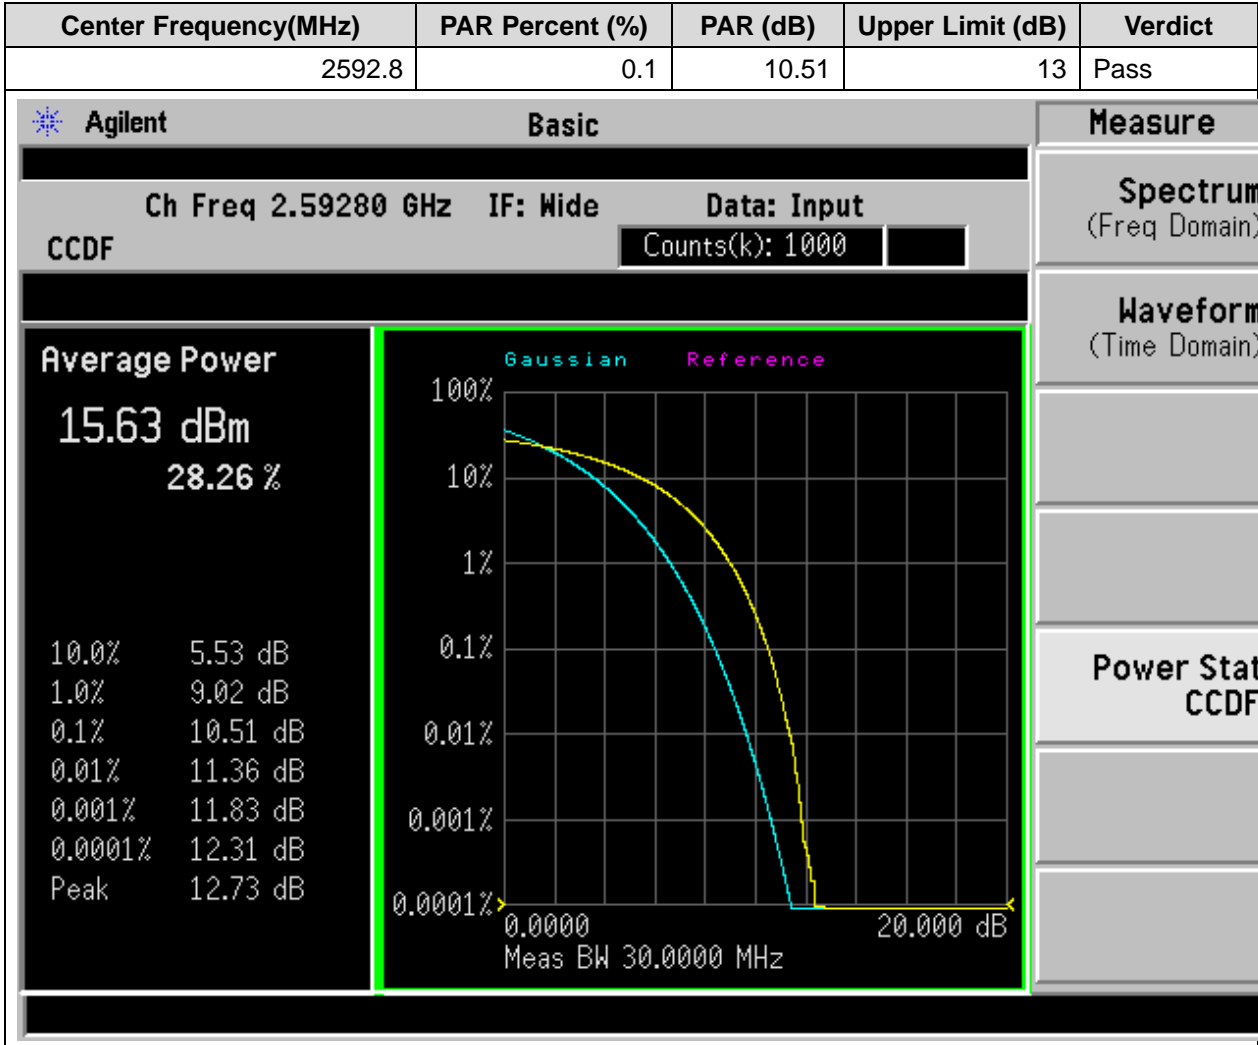 Center Frequency(MHz) PAR Percent (%) PAR (dB) Upper Limit (dB) Verdict
2592.8 0.1 10.51 13 Pass
Agilent Basic Measure
Ch Freq 2.59280 GHz IF: Wide Data: Input
CCDF Counts(k): 1000
Spectrum
(Freq Domain)
Waveform
(Time Domain)
Power Stat
CCDF
Average Power
15.63 dBm
28.26 %
10.0% 5.53 dB
1.0% 9.02 dB
0.1% 10.51 dB
0.01% 11.36 dB
0.001% 11.83 dB
0.0001% 12.31 dB
Peak 12.73 dB
Gaussian Reference
100%
10%
1%
0.1%
0.01%
0.001%
0.0001%
0.0000 20.000 dB
Meas BW 30.0000 MHz